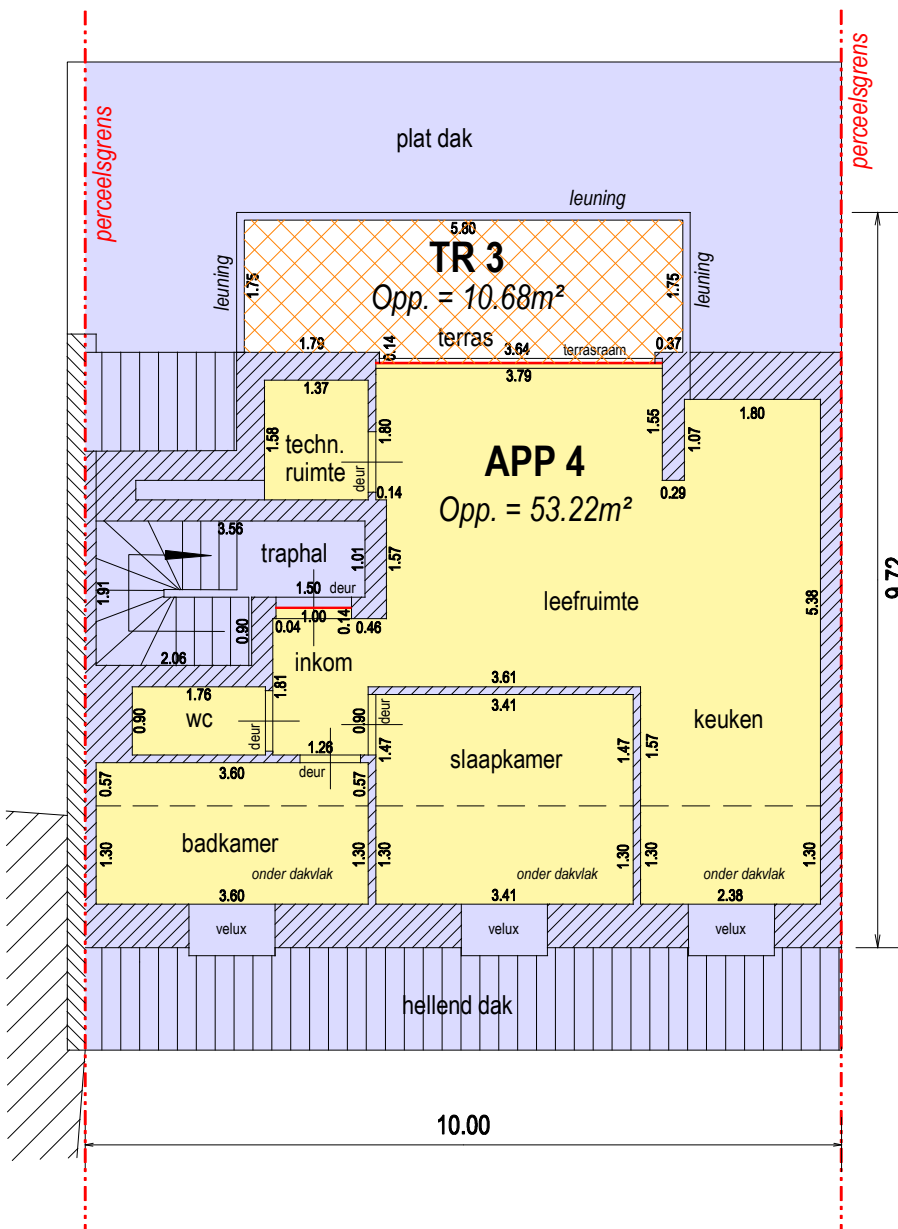 perceelsgrens
perceelsgrens
plat dak
leuning
5.80
TR 3
leuning
1.75
1.75
leuning
Opp. = 10.68m²
terras
1.79
0.14
3.64
terrasraam
0.37
3.79
1.37
1.80
1.58
techn.
ruimte
1.80
deur
0.14
1.55
1.07
0.29
APP 4
Opp. = 53.22m²
3.56
traphal
1.01
1.57
1.91
1.50
deur
1.00
0.04
0.14
0.46
0.90
2.06
leefruimte
5.38
9.72
inkom
1.81
1.76
0.90
wc
deur
1.26
deur
0.90
deur
3.61
3.41
1.47
slaapkamer
1.47
1.57
keuken
0.57
3.60
0.57
badkamer
1.30
1.30
onder dakvlak
3.60
1.30
1.30
onder dakvlak
3.41
1.30
1.30
onder dakvlak
2.38
velux
velux
velux
hellend dak
10.00